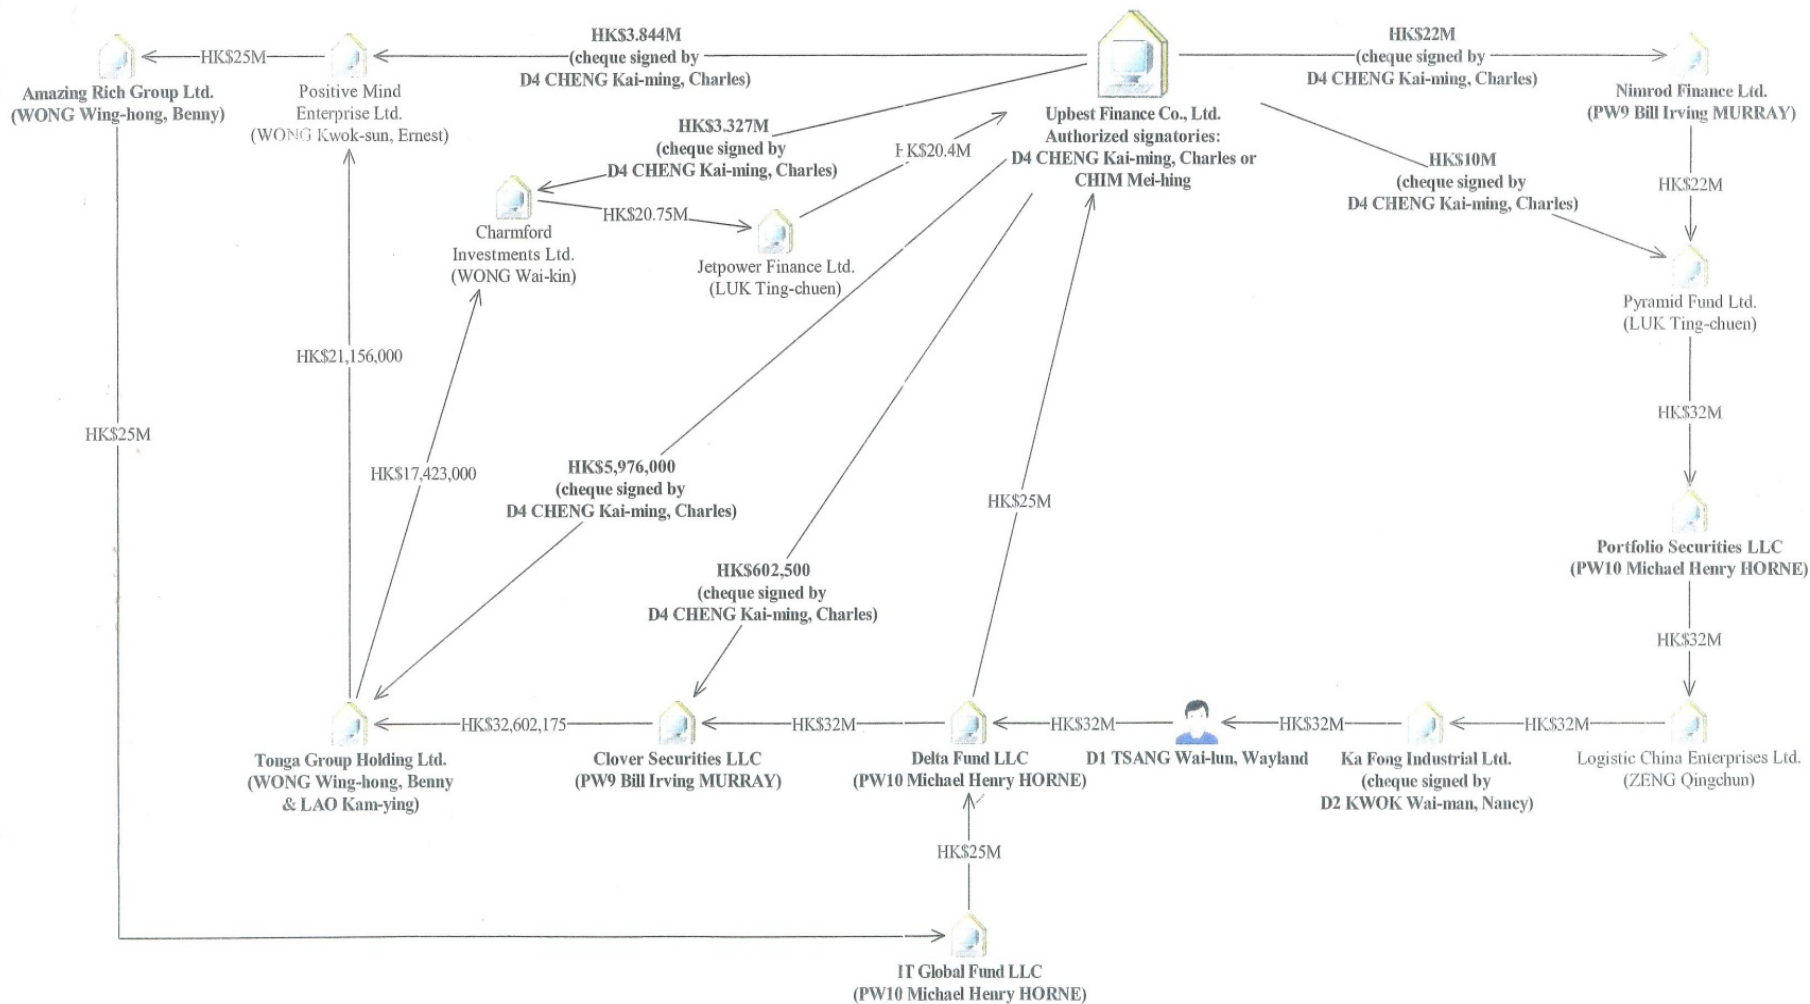 HK$3.844M
(cheque signed by
D4 CHENG Kai-ming, Charles)
HK$22M
(cheque signed by
D4 CHENG Kai-ming, Charles)
HK$25M
Amazing Rich Group Ltd.
(WONG Wing-hong, Benny)
Positive Mind
Enterprise Ltd.
(WONG Kwok-sun, Ernest)
Upbest Finance Co., Ltd.
Authorized signatories:
D4 CHENG Kai-ming, Charles or
CHIM Mei-hing
Nimrod Finance Ltd.
(PW9 Bill Irving MURRAY)
HK$3.327M
(cheque signed by
D4 CHENG Kai-ming, Charles)
HK$20.4M
HK$10M
(cheque signed by
D4 CHENG Kai-ming, Charles)
HK$22M
HK$20.75M
Charmford
Investments Ltd.
(WONG Wai-kin)
Jetpower Finance Ltd.
(LUK Ting-chuen)
Pyramid Fund Ltd.
(LUK Ting-chuen)
HK$21,156,000
HK$32M
HK$25M
HK$17,423,000
HK$5,976,000
(cheque signed by
D4 CHENG Kai-ming, Charles)
HK$25M
Portfolio Securities LLC
(PW10 Michael Henry HORNE)
HK$602,500
(cheque signed by
D4 CHENG Kai-ming, Charles)
HK$32M
HK$32,602,175
HK$32M
HK$32M
HK$32M
HK$32M
Tonga Group Holding Ltd.
(WONG Wing-hong, Benny
& LAO Kam-ying)
Clover Securities LLC
(PW9 Bill Irving MURRAY)
Delta Fund LLC
(PW10 Michael Henry HORNE)
D1 TSANG Wai-lun, Wayland
Ka Fong Industrial Ltd.
(cheque signed by
D2 KWOK Wai-man, Nancy)
Logistic China Enterprises Ltd.
(ZENG Qingchun)
HK$25M
IT Global Fund LLC
(PW10 Michael Henry HORNE)